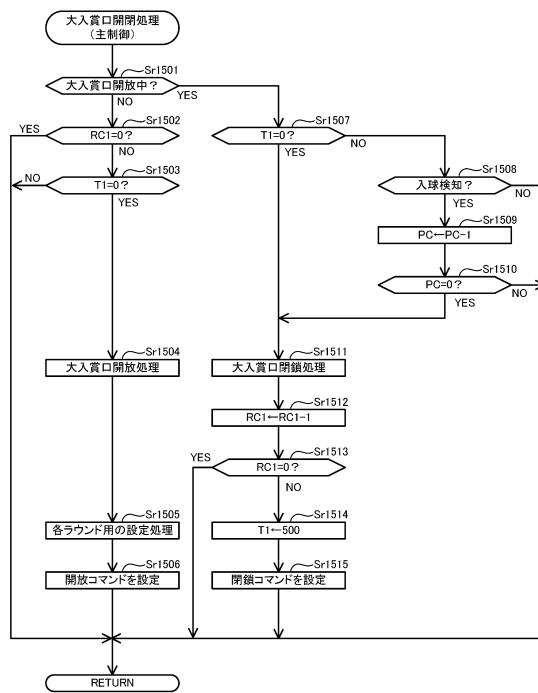 大入賞口開閉処理
(主制御)
Sr1501
大入賞口開放中？
YES
NO
Sr1502
RC1=0？
YES
NO
Sr1503
T1=0？
NO
YES
Sr1504
大入賞口開放処理
Sr1505
各ラウンド用の設定処理
Sr1506
開放コマンドを設定
Sr1507
T1=0？
NO
YES
Sr1508
入球検知？
NO
YES
Sr1509
PC←PC-1
Sr1510
PC=0？
NO
YES
Sr1511
大入賞口閉鎖処理
Sr1512
RC1←RC1-1
Sr1513
RC1=0？
YES
NO
Sr1514
T1←500
Sr1515
閉鎖コマンドを設定
RETURN